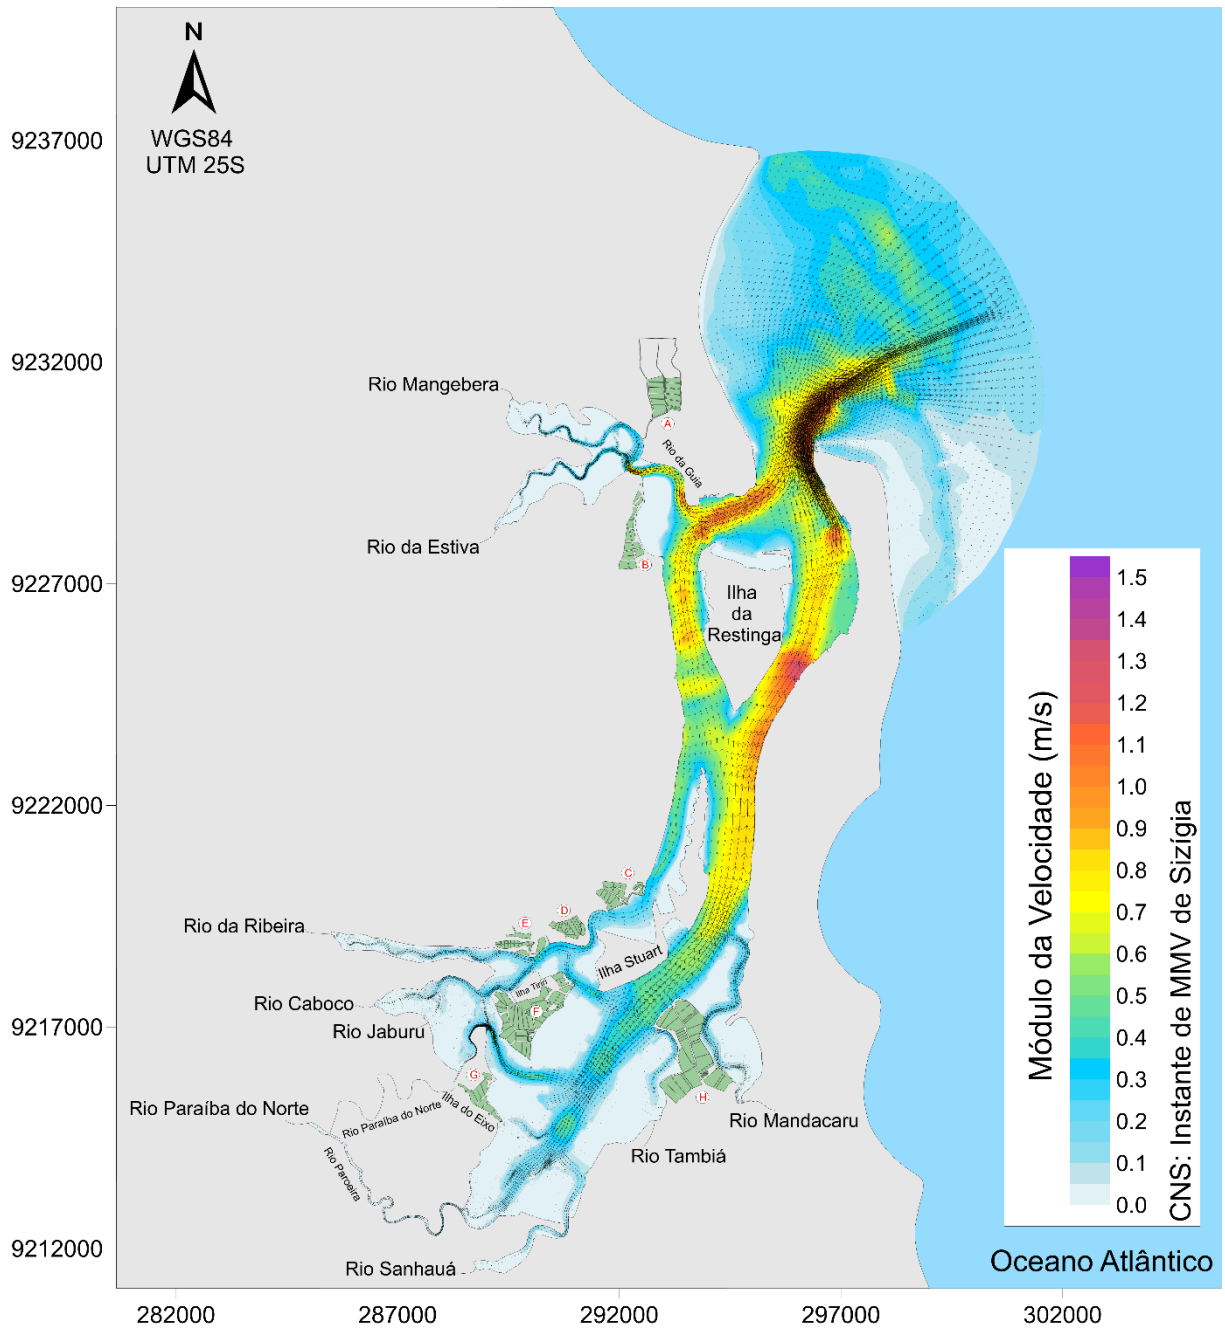 N
WGS84
UTM 25S
9237000
9232000
9227000
9222000
9217000
9212000
282000
287000
292000
297000
302000
Rio Mangebera
A
Rio da Guia
Rio da Estiva
B
Ilha
da
Restinga
C
D
E
Rio da Ribeira
Ilha Stuart
Ilha Tiriri
Rio Caboco
F
Rio Jaburu
G
Rio Paraíba do Norte
Rio Paraíba do Norte
Ilha do Eixo
H
Rio Mandacaru
Rio Tambiá
Rio Paroeira
Rio Sanhauá
Módulo da Velocidade (m/s)
1.5
1.4
1.3
1.2
1.1
1.0
0.9
0.8
0.7
0.6
0.5
0.4
0.3
0.2
0.1
0.0
CNS: Instante de MMV de Sizígia
Oceano Atlântico